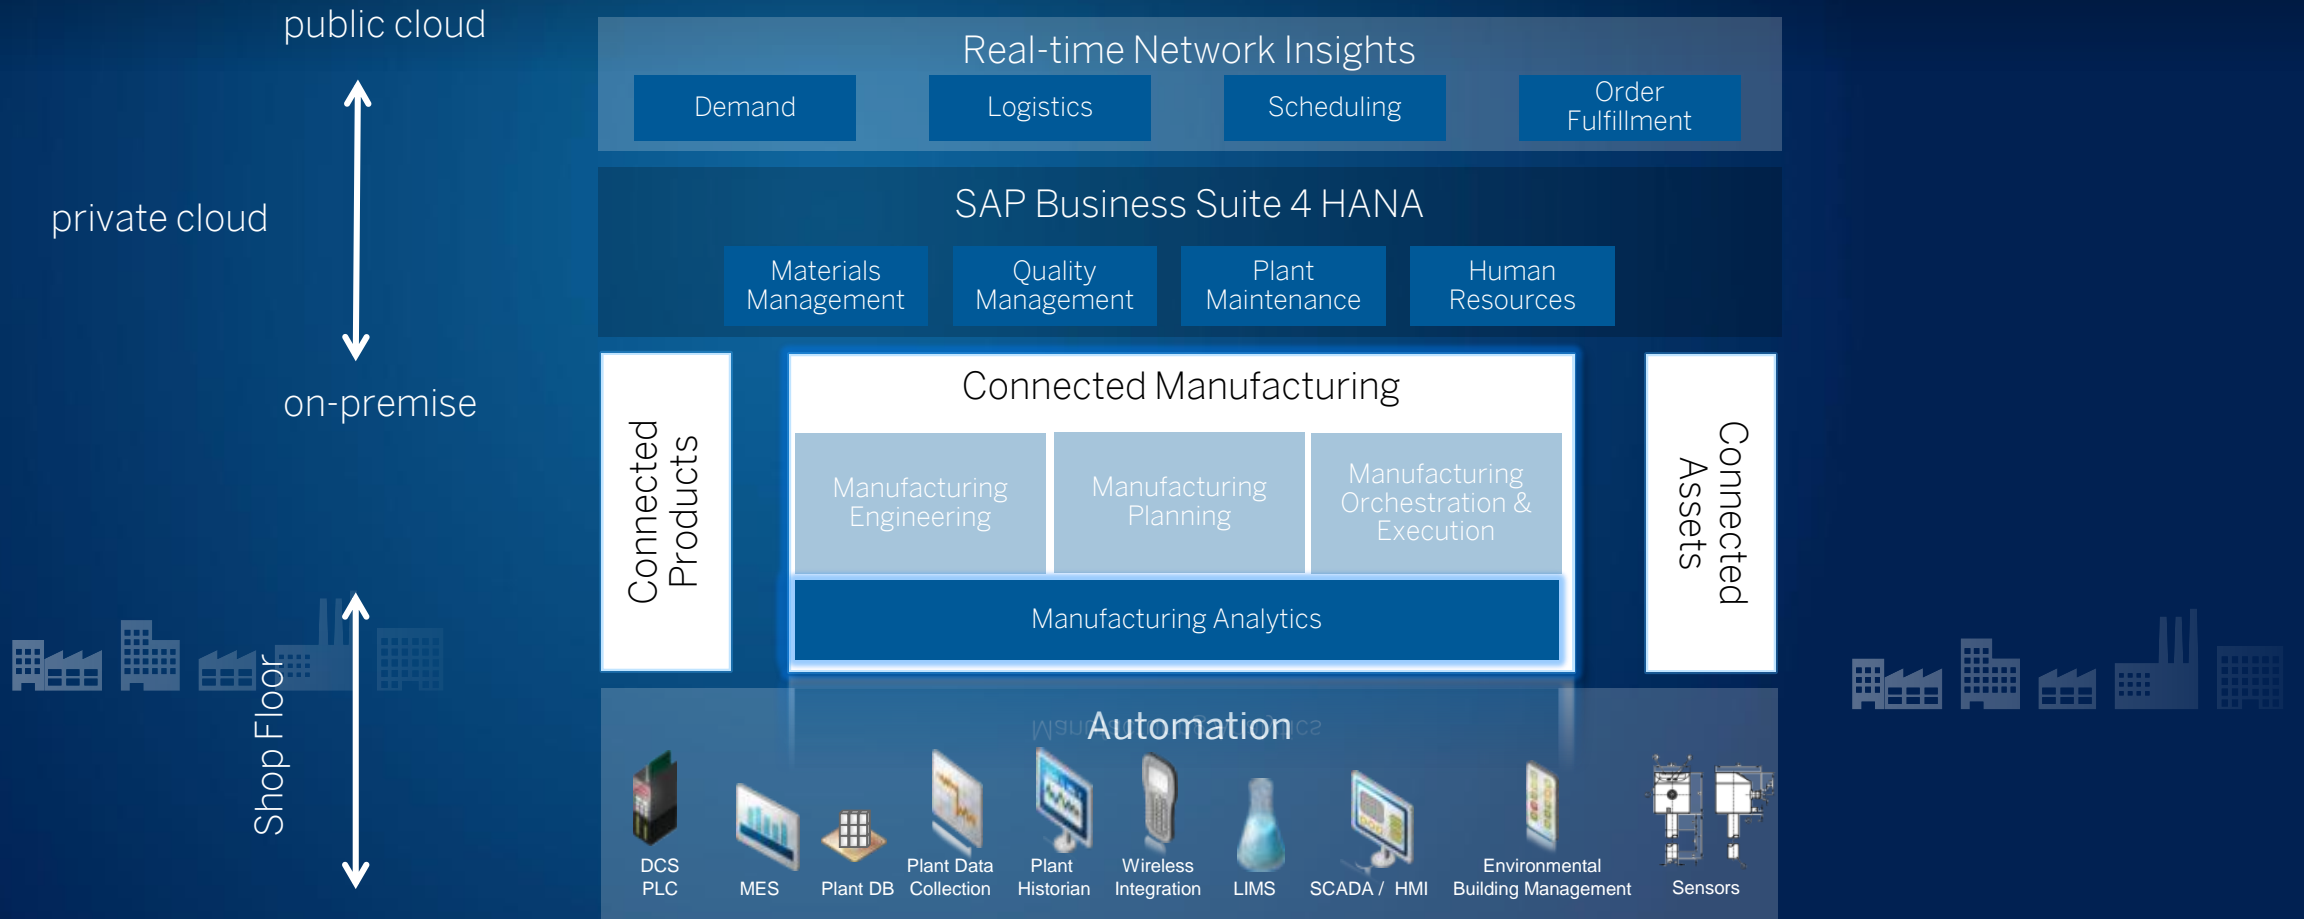 public cloud
private cloud
on-premise
Shop Floor
Real-time Network Insights
Demand
Logistics
Scheduling
Order
Fulfillment
SAP Business Suite 4 HANA
Materials
Management
Quality
Management
Plant
Maintenance
Human
Resources
Connected
Products
Connected Manufacturing
Manufacturing
Engineering
Manufacturing
Planning
Manufacturing
Orchestration &
Execution
Manufacturing Analytics
Connected
Assets
Automation
DCS
PLC
MES
Plant DB
Plant Data
Collection
Plant
Historian
Wireless
Integration
LIMS
SCADA / HMI
Environmental
Building Management
Sensors